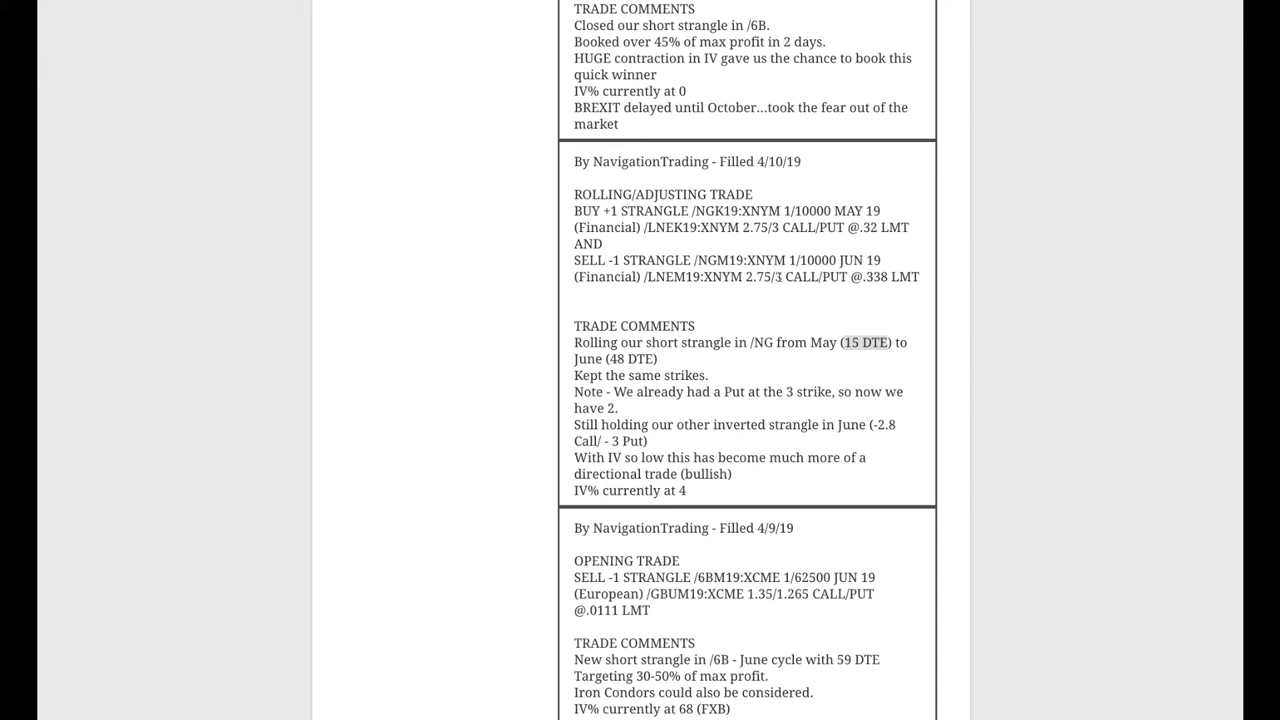 TRADE COMMENTS
Closed our short strangle in /6B.
Booked over 45% of max profit in 2 days.
HUGE contraction in IV gave us the chance to book this
quick winner
IV% currently at 0
BREXIT delayed until October...took the fear out of the
market
By NavigationTrading - Filled 4/10/19
ROLLING/ADJUSTING TRADE
BUY +1 STRANGLE /NGK19:XNYM 1/10000 MAY 19
(Financial) /LNEK19:XNYM 2.75/3 CALL/PUT @.32 LMT
AND
SELL -1 STRANGLE /NGM19:XNYM 1/10000 JUN 19
(Financial) /LNEM19:XNYM 2.75/3 CALL/PUT @.338 LMT
TRADE COMMENTS
Rolling our short strangle in /NG from May (15 DTE) to
June (48 DTE)
Kept the same strikes.
Note - We already had a Put at the 3 strike, so now we
have 2.
Still holding our other inverted strangle in June (-2.8
Call/ - 3 Put)
With IV so low this has become much more of a
directional trade (bullish)
IV% currently at 4
By NavigationTrading - Filled 4/9/19
OPENING TRADE
SELL -1 STRANGLE /6BM19:XCME 1/62500 JUN 19
(European) /GBUM19:XCME 1.35/1.265 CALL/PUT
@.0111 LMT
TRADE COMMENTS
New short strangle in /6B - June cycle with 59 DTE
Targeting 30-50% of max profit.
Iron Condors could also be considered.
IV% currently at 68 (FXB)